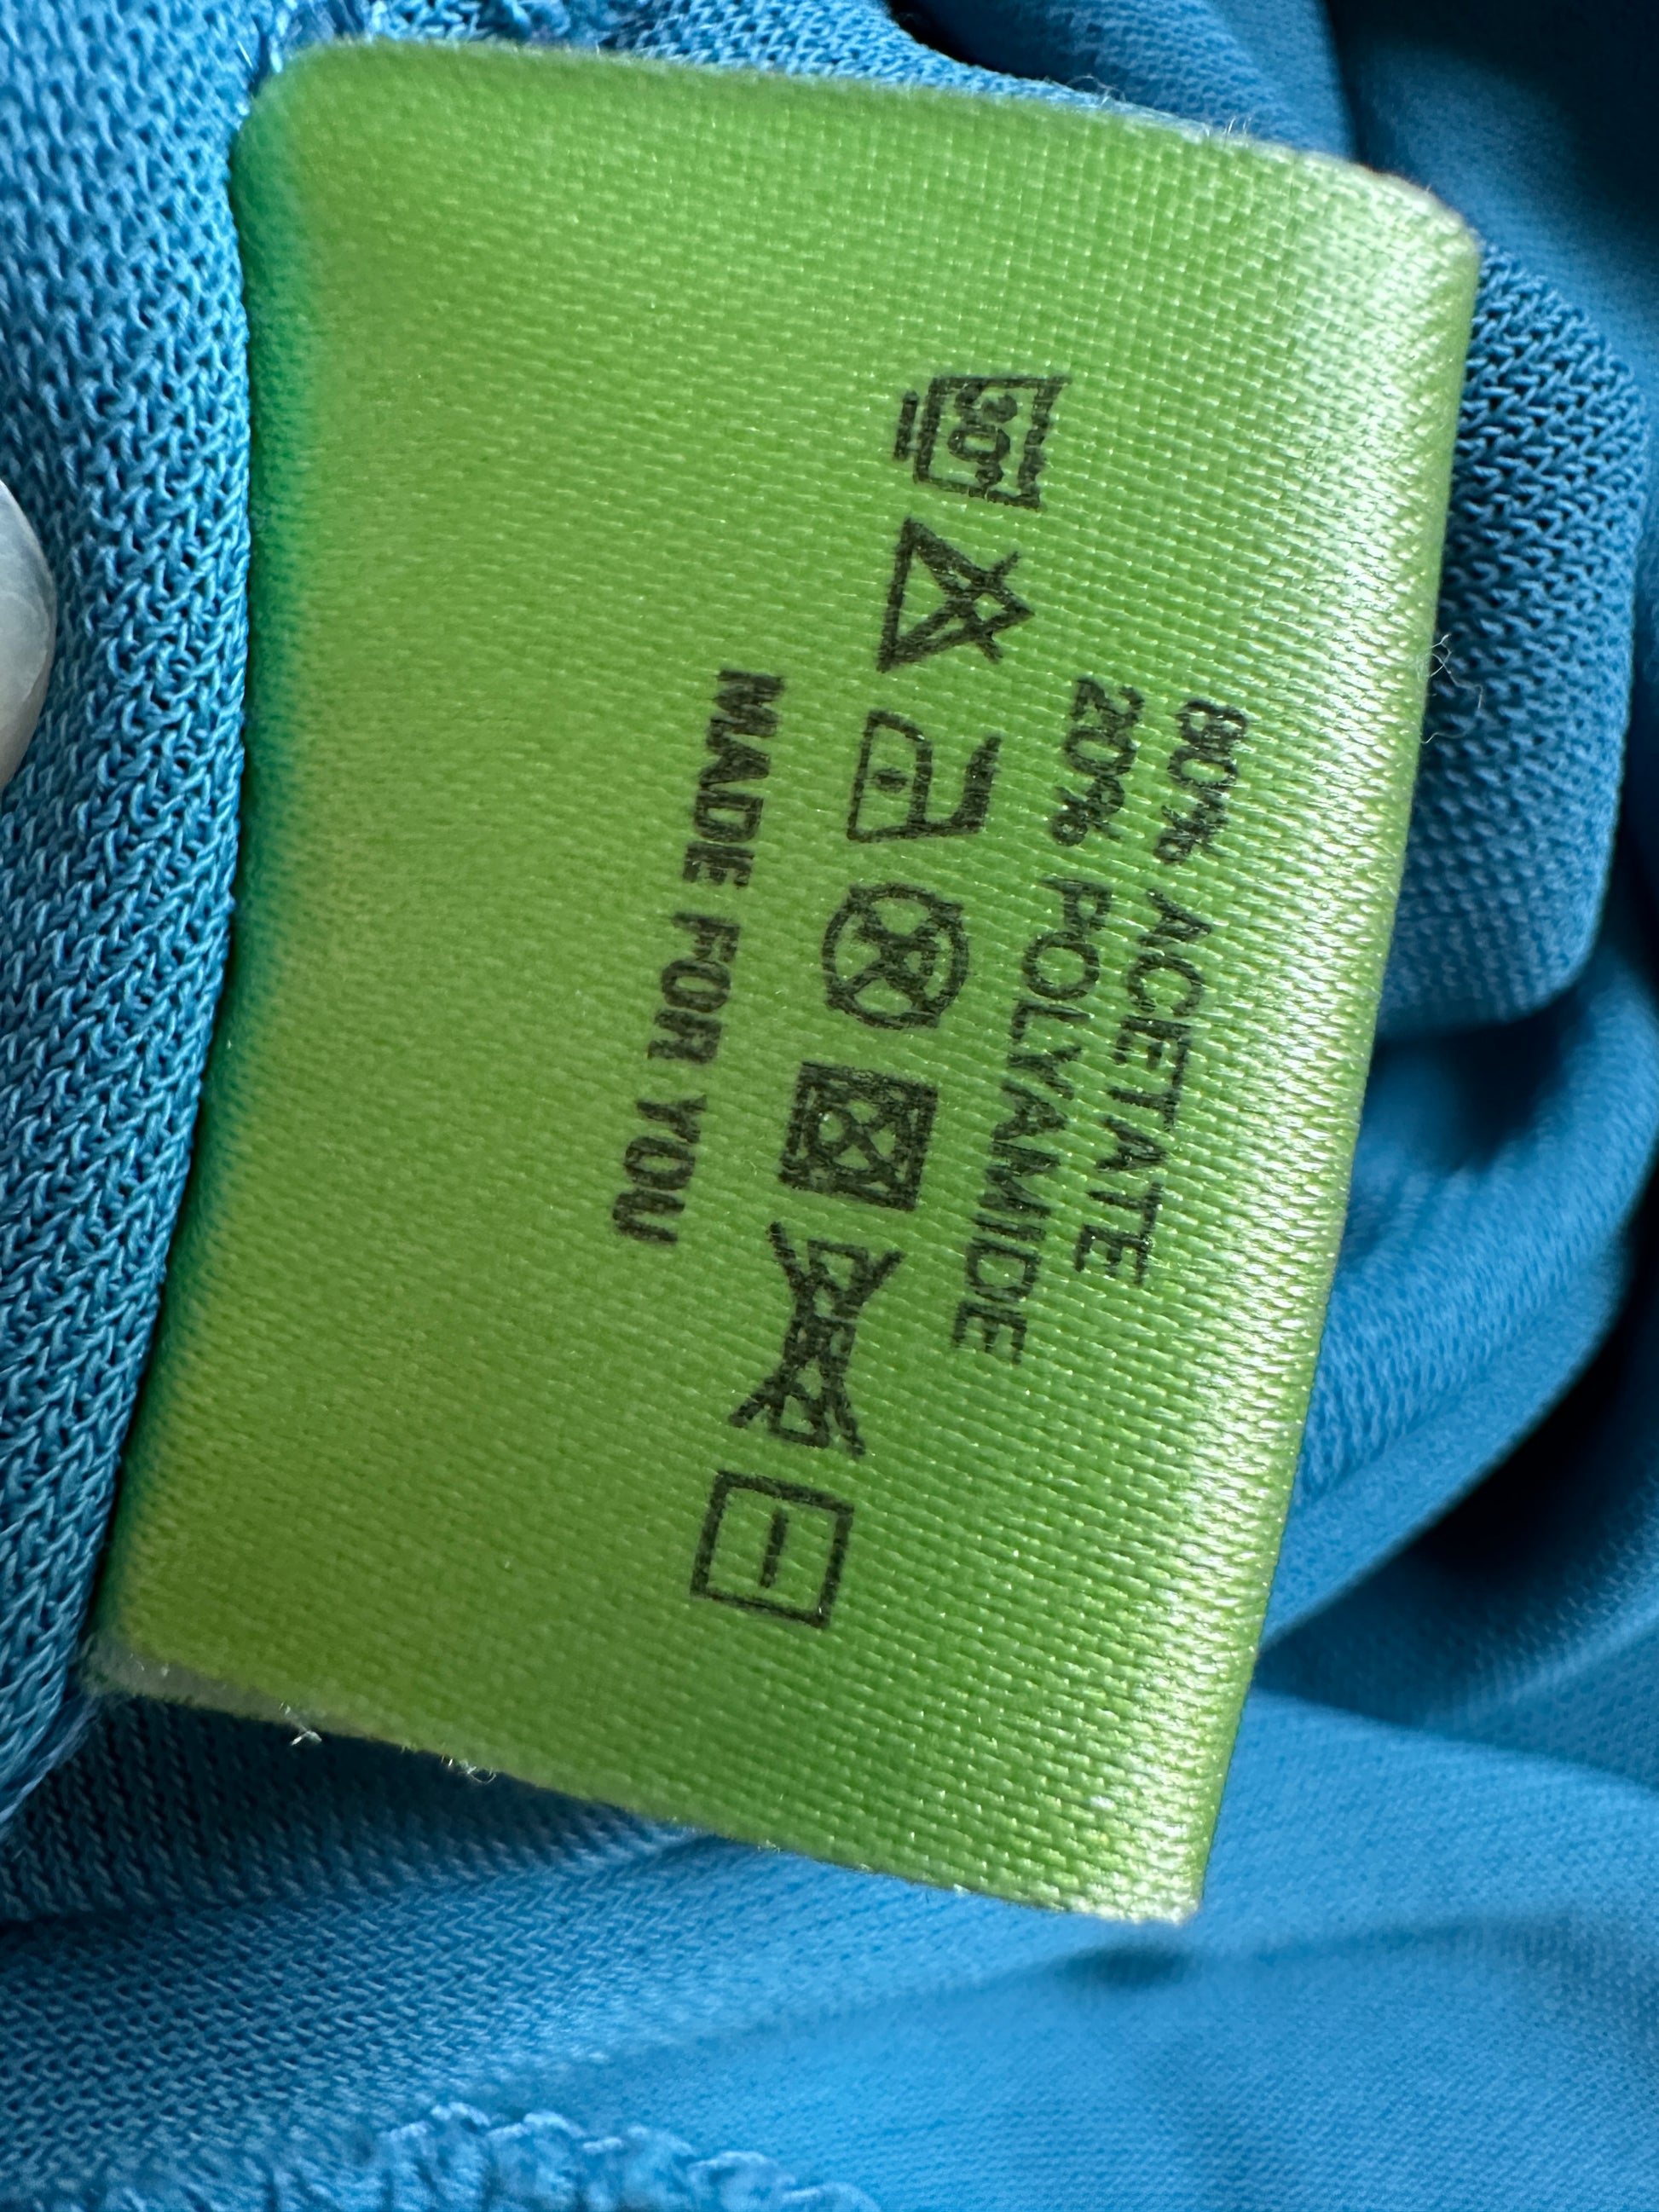 80% ACETATE
20% POLYAMIDE
30°
MADE FOR YOU